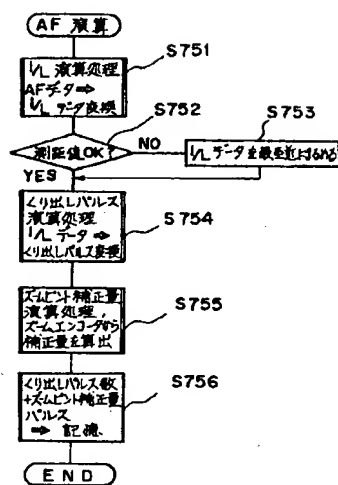 AF 演算
S751
1/L 演算処理
AFデータ⇒
1/L データ変換
S752
測距値OK?
NO
YES
S753
1/L データを最至近にする
S754
くり出しパルス
演算処理
1/L データ ⇒
くり出しパルス変換
S755
ズームピント補正量
演算処理,
ズームエンコーダから
補正量を算出
S756
くり出しパルス数
+ズームピント補正量
パルス
⇒ 記憶
END